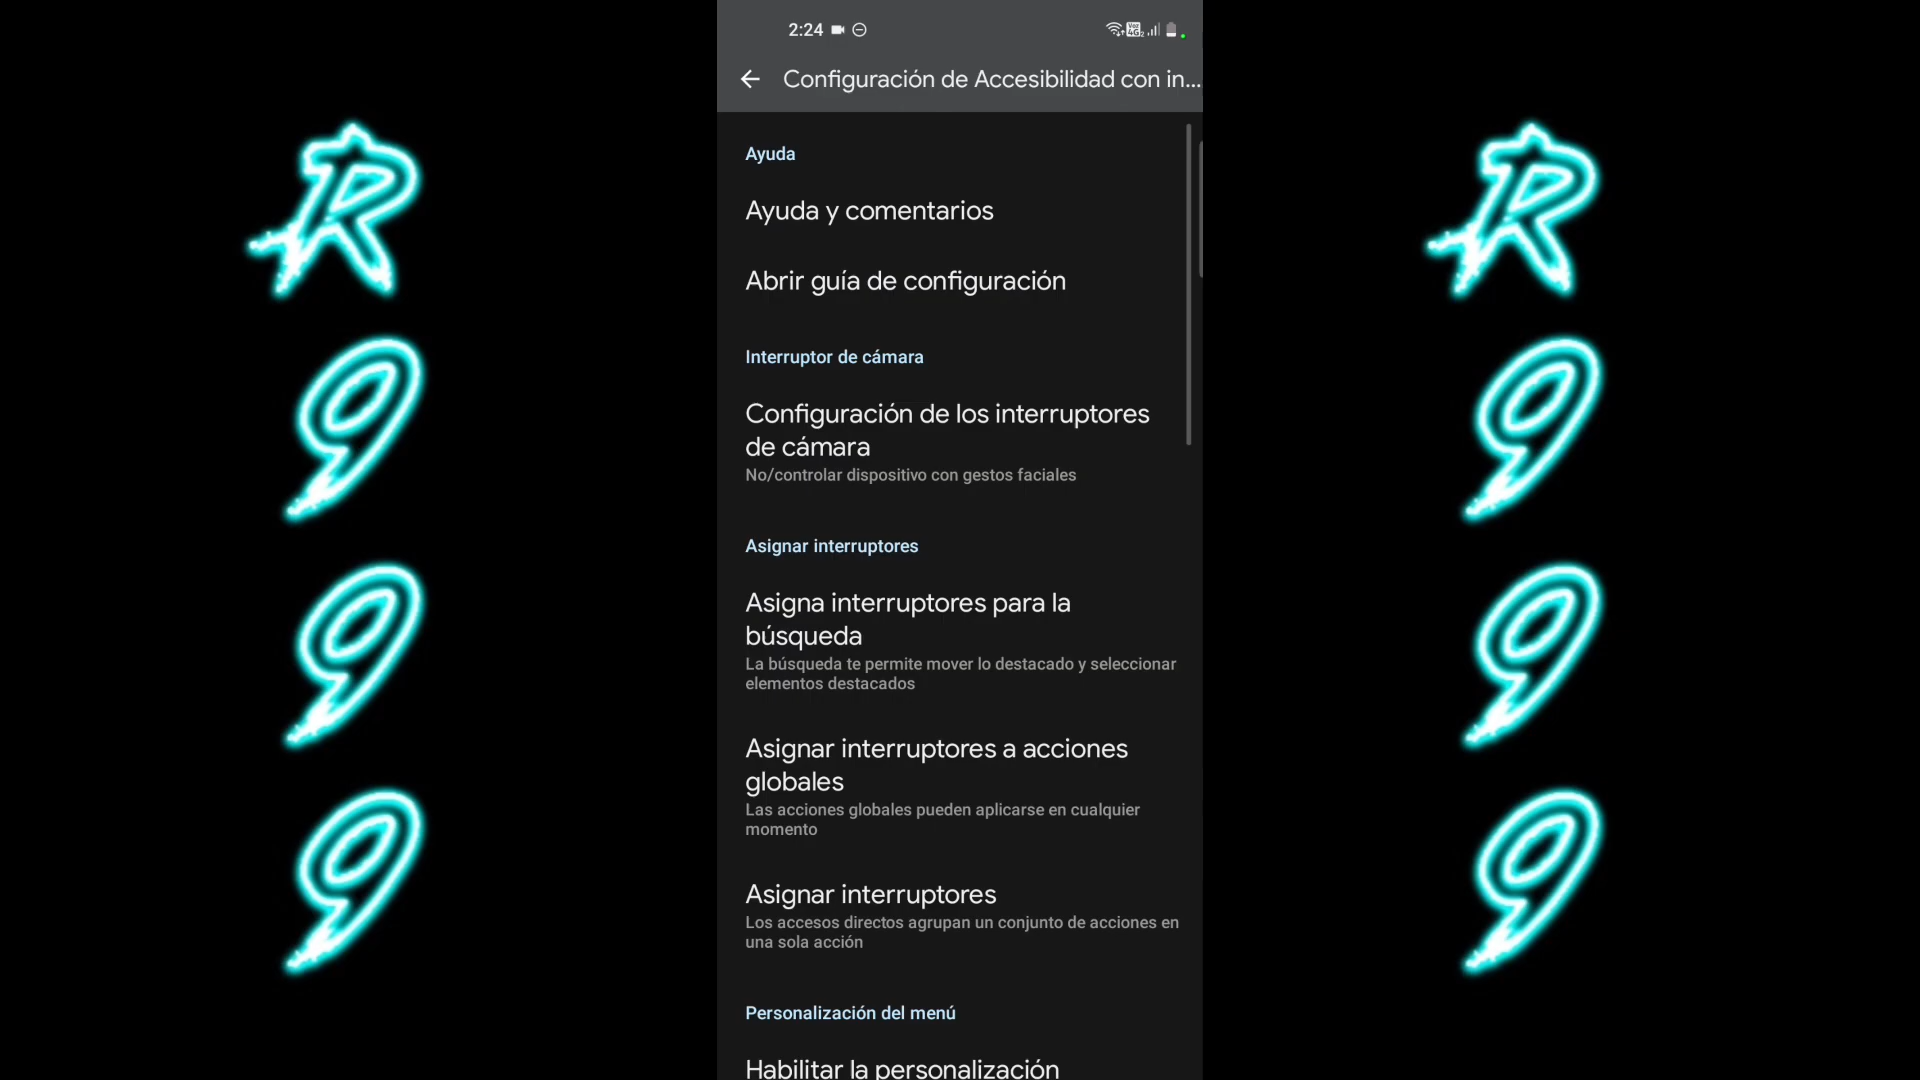 R
9
9
9
2:24
Configuración de Accesibilidad con in...
Ayuda
Ayuda y comentarios
Abrir guía de configuración
Interruptor de cámara
Configuración de los interruptores
de cámara
No/controlar dispositivo con gestos faciales
Asignar interruptores
Asigna interruptores para la
búsqueda
La búsqueda te permite mover lo destacado y seleccionar
elementos destacados
Asignar interruptores a acciones
globales
Las acciones globales pueden aplicarse en cualquier
momento
Asignar interruptores
Los accesos directos agrupan un conjunto de acciones en
una sola acción
Personalización del menú
Habilitar la personalización
R
9
9
9